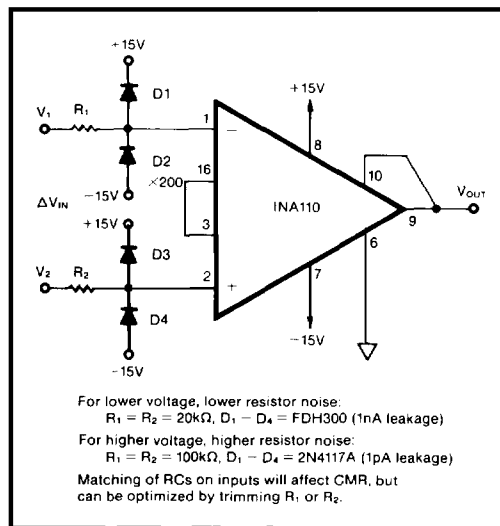 +15V
D1
V₁
R₁
1
−
+15V
8
D2
16
10
−15V
×200
ΔV_IN
INA110
V_OUT
9
+15V
3
6
D3
V₂
R₂
2
+
7
D4
−15V
−15V
For lower voltage, lower resistor noise:
R₁ = R₂ = 20kΩ, D₁ − D₄ = FDH300 (1nA leakage)
For higher voltage, higher resistor noise:
R₁ = R₂ = 100kΩ, D₁ − D₄ = 2N4117A (1pA leakage)
Matching of RCs on inputs will affect CMR, but
can be optimized by trimming R₁ or R₂.